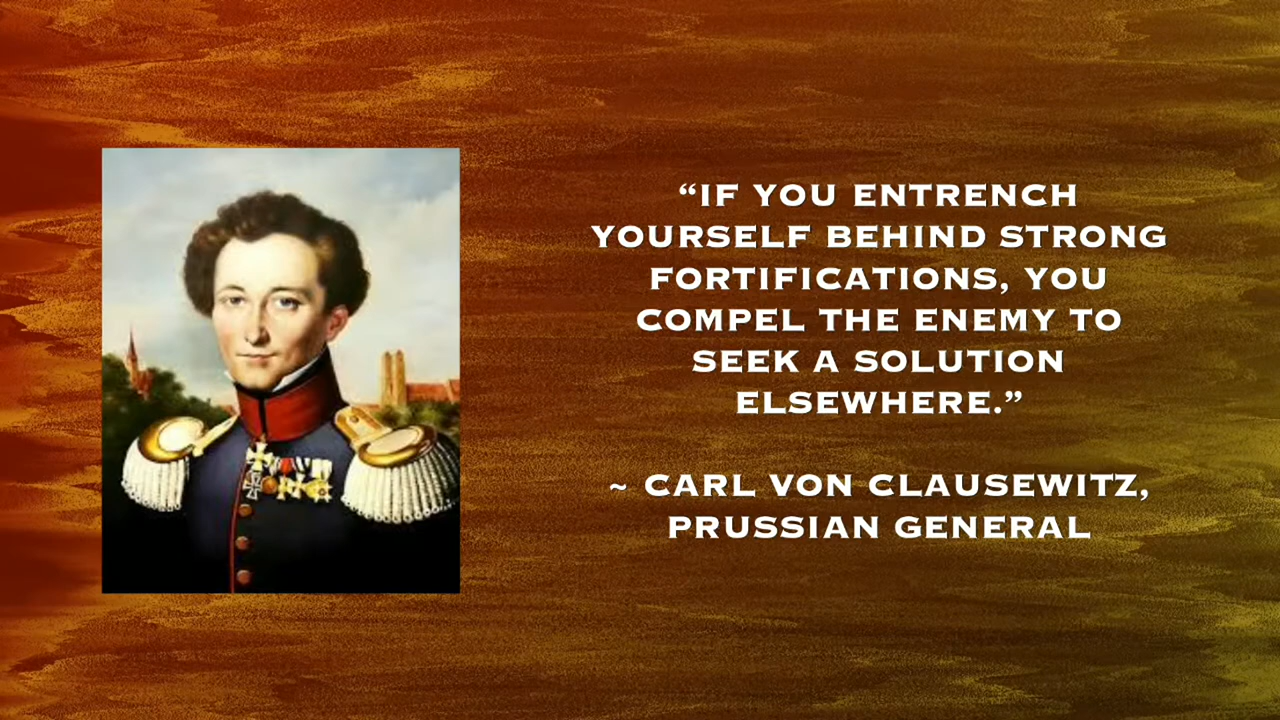 “IF YOU ENTRENCH
YOURSELF BEHIND STRONG
FORTIFICATIONS, YOU
COMPEL THE ENEMY TO
SEEK A SOLUTION
ELSEWHERE.”
~ CARL VON CLAUSEWITZ,
PRUSSIAN GENERAL